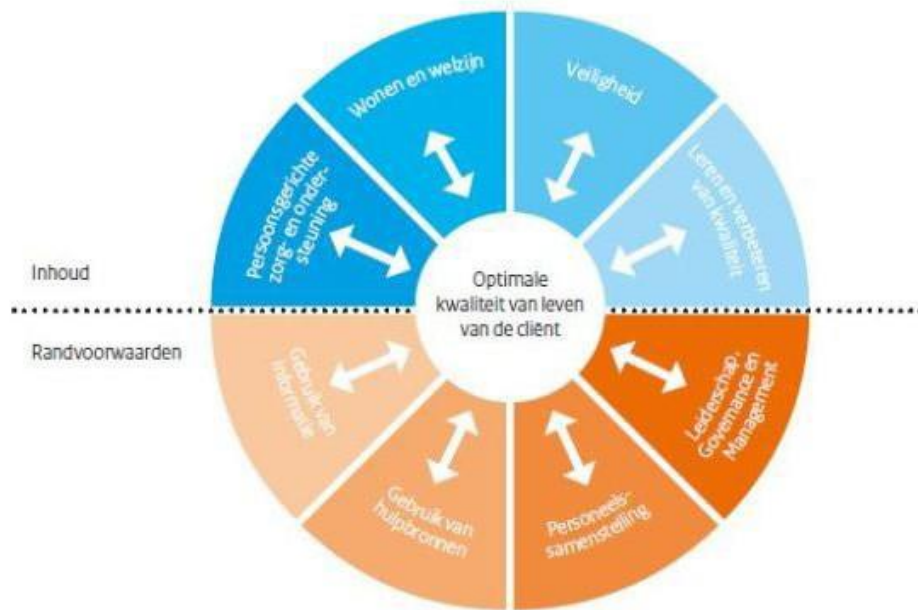 Wonen en welzijn
Veiligheid
Persoonsgerichte
zorg- en onder-
steuning
Leren en verbeteren
van kwaliteit
Inhoud
Optimale
kwaliteit van leven
van de cliënt
Randvoorwaarden
Gebruik van
informatie
Leiderschap,
Governance en
Management
Gebruik van
hulpbronnen
Personeels-
samenstelling